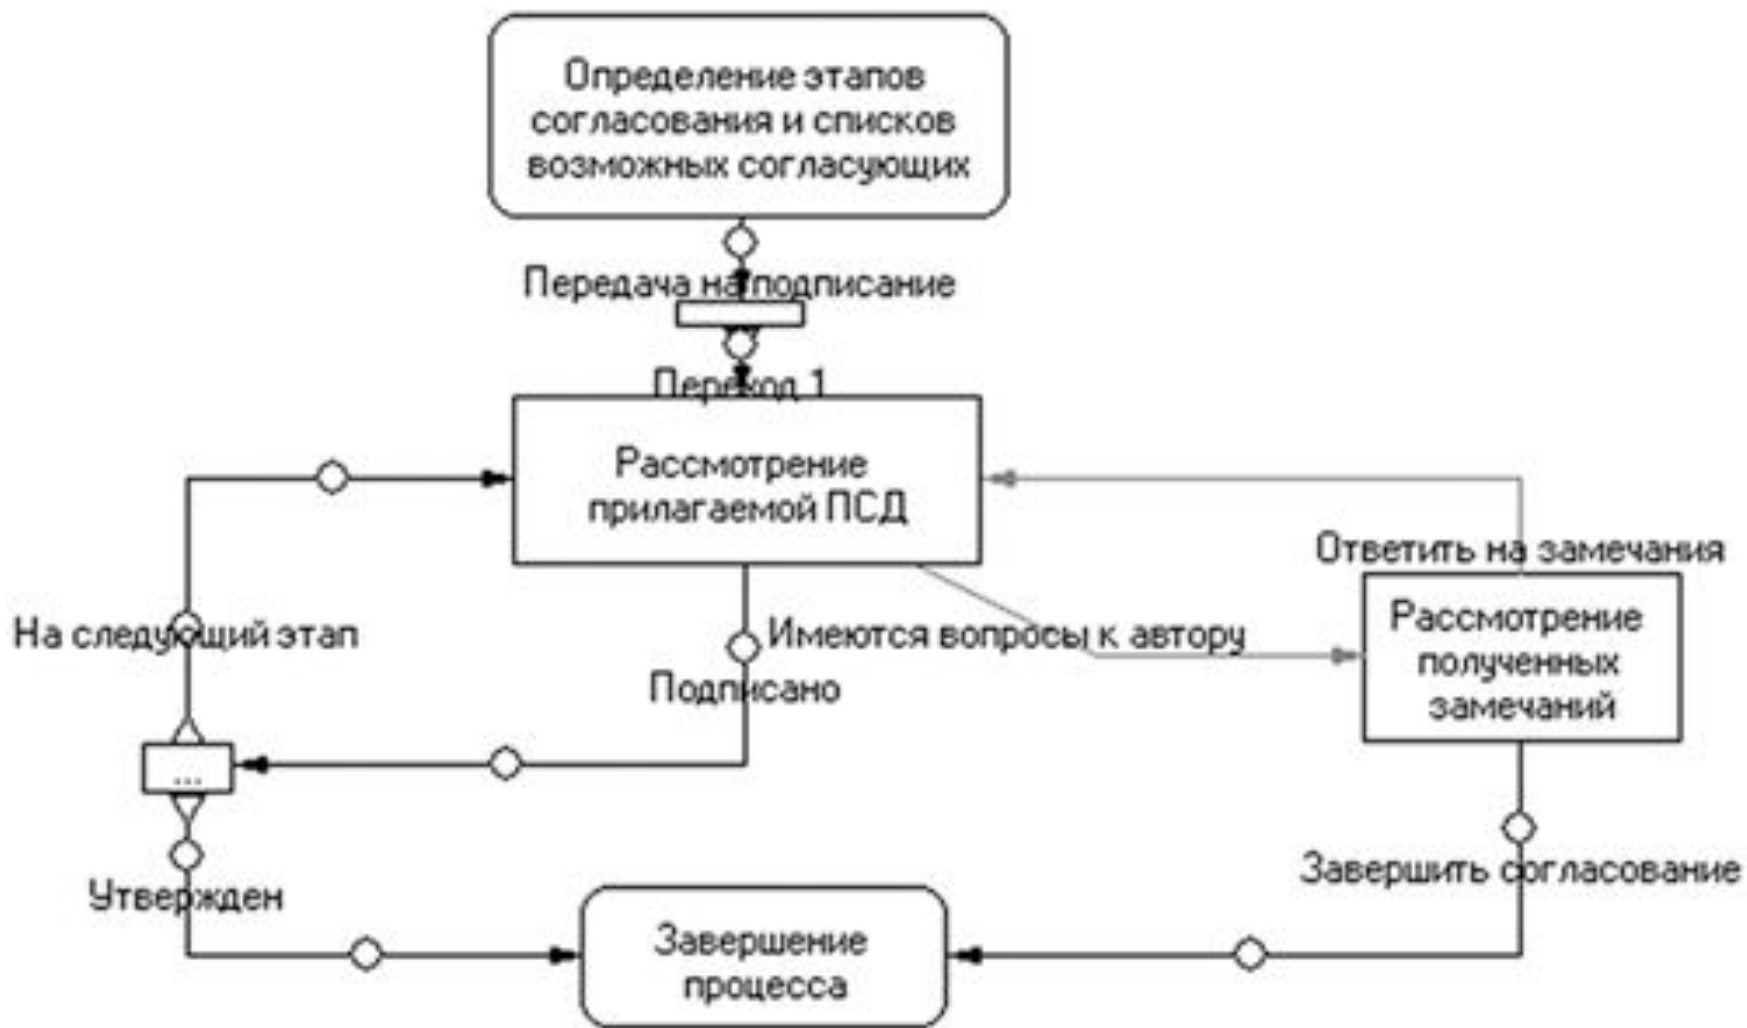 Определение этапов
согласования и списков
возможных согласующих
Передача на подписание
Переход 1
Рассмотрение
прилагаемой ПСД
Ответить на замечания
Рассмотрение
полученных
замечаний
На следующий этап
Имеются вопросы к автору
Подписано
...
Завершить согласование
Утвержден
Завершение
процесса